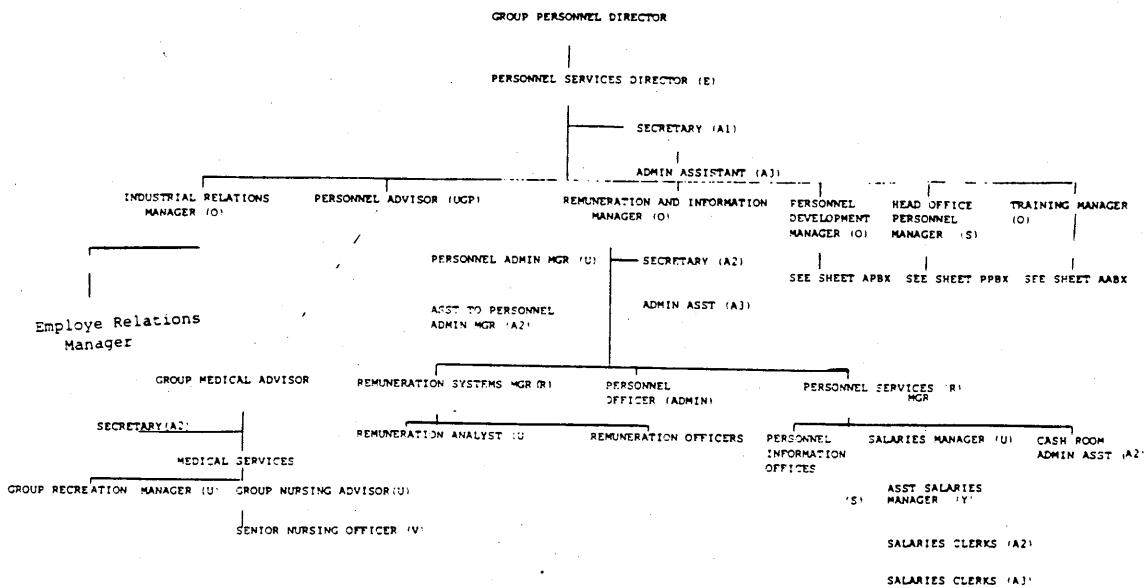 GROUP PERSONNEL DIRECTOR
PERSONNEL SERVICES DIRECTOR (E)
SECRETARY (A1)
ADMIN ASSISTANT (A3)
INDUSTRIAL RELATIONS
MANAGER (O)
PERSONNEL ADVISOR (UGP)
REMUNERATION AND INFORMATION
MANAGER (O)
PERSONNEL
DEVELOPMENT
MANAGER (O)
HEAD OFFICE
PERSONNEL
MANAGER (S)
TRAINING MANAGER
(O)
PERSONNEL ADMIN MGR (U)
SECRETARY (A2)
SEE SHEET APBX
SEE SHEET PPBX
SEE SHEET AABX
ASST TO PERSONNEL
ADMIN MGR (A2)
ADMIN ASST (A3)
Employe Relations
Manager
GROUP MEDICAL ADVISOR
REMUNERATION SYSTEMS MGR (R)
PERSONNEL
OFFICER (ADMIN)
PERSONNEL SERVICES (R)
MGR
SECRETARY (A2)
REMUNERATION ANALYST (U
REMUNERATION OFFICERS
PERSONNEL
INFORMATION
OFFICES
SALARIES MANAGER (U)
CASH ROOM
ADMIN ASST (A2)
MEDICAL SERVICES
GROUP RECREATION MANAGER (U)
GROUP NURSING ADVISOR (U)
(S)
ASST SALARIES
MANAGER (Y)
SENIOR NURSING OFFICER (V)
SALARIES CLERKS (A2)
SALARIES CLERKS (A3)